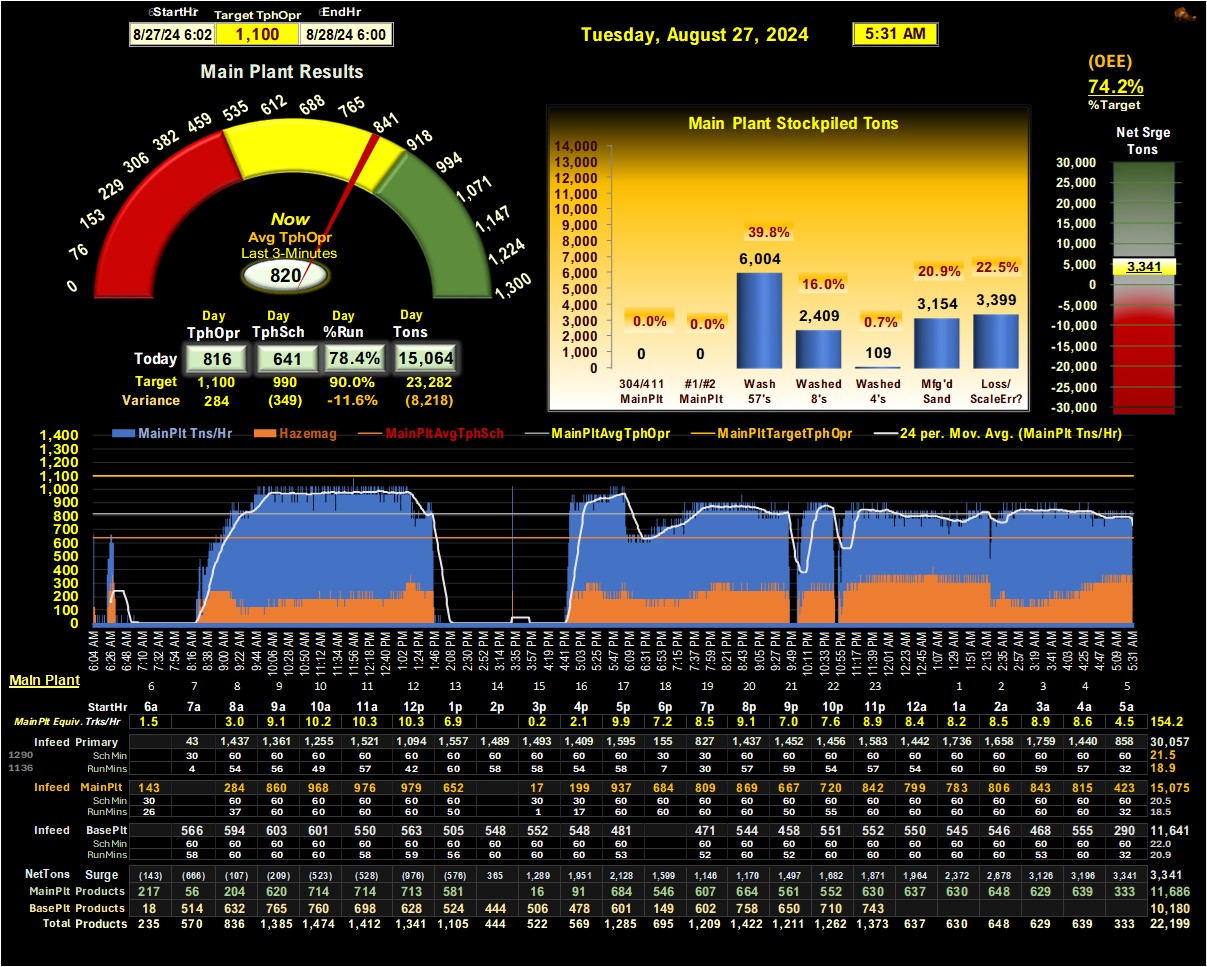 StartHr Target TphOpr EndHr
8/27/24 6:02 1,100 8/28/24 6:00
Tuesday, August 27, 2024 5:31 AM
(OEE)
74.2%
%Target
Main Plant Results
0 76 153 229 306 382 459 535 612 688 765 841 918 994 1,071 1,147 1,224 1,300
Now
Avg TphOpr
Last 3-Minutes
820
Day Day Day Day
TphOpr TphSch %Run Tons
Today 816 641 78.4% 15,064
Target 1,100 990 90.0% 23,282
Variance 284 (349) -11.6% (8,218)
Main Plant Stockpiled Tons
14,000
13,000
12,000
11,000
10,000
9,000
8,000
7,000
6,000
5,000
4,000
3,000
2,000
1,000
0
0.0% 0.0% 39.8% 16.0% 0.7% 20.9% 22.5%
0 0 6,004 2,409 109 3,154 3,399
304/411 #1/#2 Wash Washed Washed Mfg'd Loss/
MainPlt MainPlt 57's 8's 4's Sand ScaleErr?
Net Srge
Tons
30,000
25,000
20,000
15,000
10,000
5,000
0
-5,000
-10,000
-15,000
-20,000
-25,000
-30,000
3,341
MainPlt Tns/Hr Hazemag MainPltAvgTphSch MainPltAvgTphOpr MainPltTargetTphOpr 24 per. Mov. Avg. (MainPlt Tns/Hr)
1,400
1,300
1,200
1,100
1,000
900
800
700
600
500
400
300
200
100
0
6:04 AM 6:26 AM 6:48 AM 7:10 AM 7:32 AM 7:54 AM 8:16 AM 8:38 AM 9:00 AM 9:22 AM 9:44 AM 10:06 AM 10:28 AM 10:50 AM 11:12 AM 11:34 AM 11:56 AM 12:18 PM 12:40 PM 1:02 PM 1:24 PM 1:46 PM 2:08 PM 2:30 PM 2:52 PM 3:14 PM 3:35 PM 3:57 PM 4:19 PM 4:41 PM 5:03 PM 5:25 PM 5:47 PM 6:09 PM 6:31 PM 6:53 PM 7:15 PM 7:37 PM 7:59 PM 8:21 PM 8:43 PM 9:05 PM 9:27 PM 9:49 PM 10:11 PM 10:33 PM 10:55 PM 11:17 PM 11:39 PM 12:01 AM 12:23 AM 12:45 AM 1:07 AM 1:29 AM 1:51 AM 2:13 AM 2:35 AM 2:57 AM 3:19 AM 3:41 AM 4:03 AM 4:25 AM 4:47 AM 5:09 AM 5:31 AM
Main Plant
6 7 8 9 10 11 12 13 14 15 16 17 18 19 20 21 22 23 1 2 3 4 5
StartHr 6a 7a 8a 9a 10a 11a 12p 1p 2p 3p 4p 5p 6p 7p 8p 9p 10p 11p 12a 1a 2a 3a 4a 5a
MainPlt Equiv. Trks/Hr 1.5 3.0 9.1 10.2 10.3 10.3 6.9 0.2 2.1 9.9 7.2 8.5 9.1 7.0 7.6 8.9 8.4 8.2 8.5 8.9 8.6 4.5 154.2
Infeed Primary 43 1,437 1,361 1,255 1,521 1,094 1,557 1,489 1,493 1,409 1,595 155 827 1,437 1,452 1,456 1,583 1,442 1,736 1,658 1,759 1,440 858 30,057
1290 Sch Min 30 60 60 60 60 60 60 60 60 60 60 30 30 60 60 60 60 60 60 60 60 60 60 21.5
1136 RunMins 4 54 56 49 57 42 60 58 58 54 58 7 30 57 59 54 57 54 60 60 59 57 32 18.9
Infeed MainPlt 143 284 860 968 976 979 652 17 199 937 684 809 869 667 720 842 799 783 806 843 815 423 15,075
Sch Min 30 60 60 60 60 60 60 30 30 60 60 60 60 60 60 60 60 60 60 60 60 60 20.5
RunMins 26 37 60 60 60 60 50 1 17 60 60 60 60 50 55 60 60 60 60 60 60 32 18.5
Infeed BasePlt 566 594 603 601 550 563 505 548 552 548 481 471 544 458 551 552 550 545 546 468 555 290 11,641
Sch Min 60 60 60 60 60 60 60 60 60 60 60 60 60 60 60 60 60 60 60 60 60 60 22.0
RunMins 58 60 60 60 58 59 56 60 60 60 53 52 60 52 60 60 60 60 60 53 60 32 20.9
NetTons Surge (143) (666) (107) (209) (523) (528) (976) (576) 365 1,289 1,951 2,128 1,599 1,146 1,170 1,497 1,682 1,871 1,964 2,372 2,678 3,126 3,196 3,341 3,341
MainPlt Products 217 56 204 620 714 714 713 581 16 91 684 546 607 664 561 552 630 637 630 648 629 639 333 11,686
BasePlt Products 18 514 632 765 760 698 628 524 444 506 478 601 149 602 758 650 710 743 10,180
Total Products 235 570 836 1,385 1,474 1,412 1,341 1,105 444 522 569 1,285 695 1,209 1,422 1,211 1,262 1,373 637 630 648 629 639 333 22,199